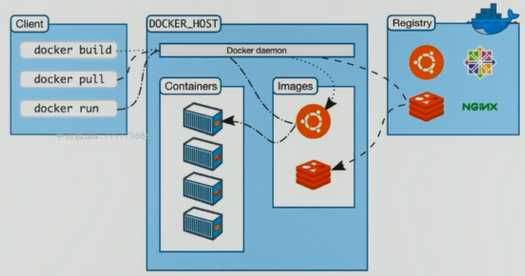 Client
docker build
docker pull
docker run
DOCKER_HOST
Docker daemon
Containers
Images
Registry
NGINX